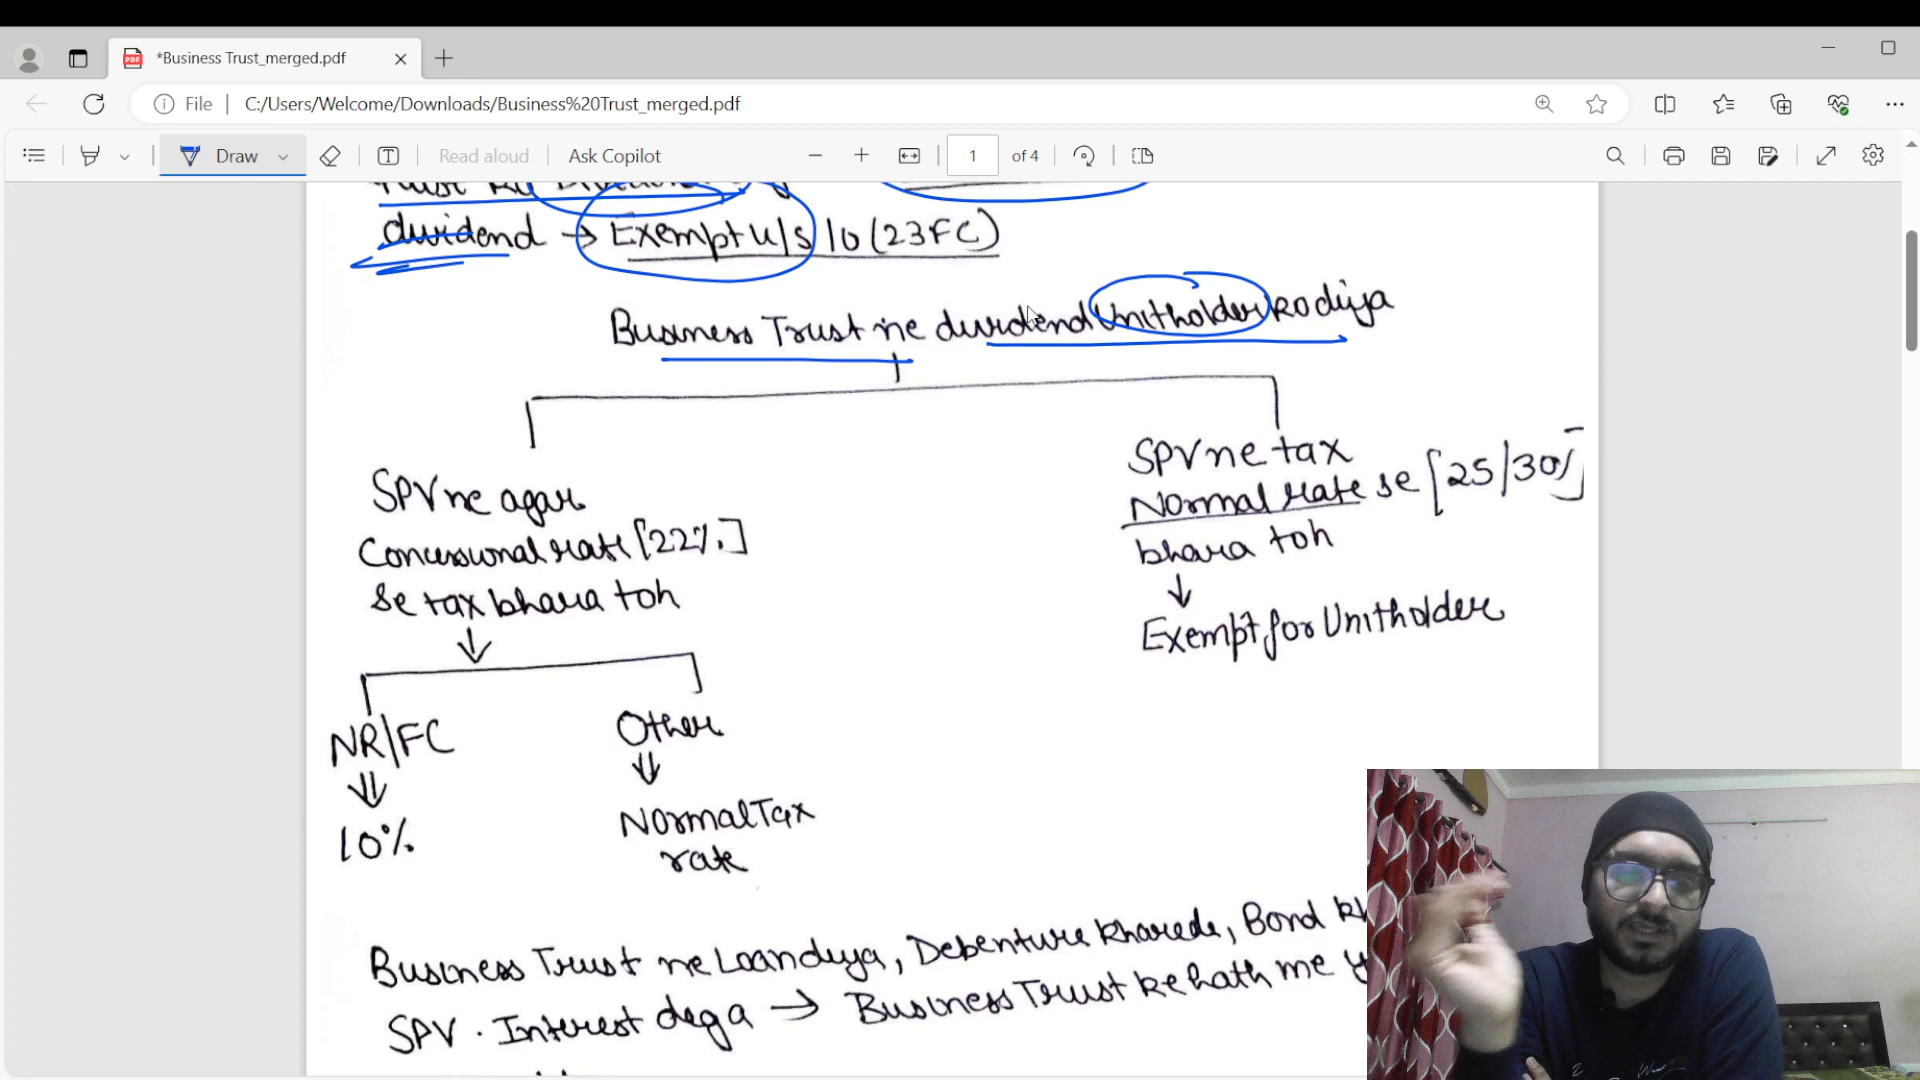 *Business Trust_merged.pdf
File
C:/Users/Welcome/Downloads/Business%20Trust_merged.pdf
Draw
Read aloud
Ask Copilot
1
of 4
dividend → Exempt u/s 10(23FC)
Business Trust ne dividend Unitholder ko diya
SPV ne agar
Concessional rate [22%]
se tax bhara toh
SPV ne tax
Normal rate se [25/30%]
bhara toh
Exempt for Unitholder
NR/FC
10%
Other
Normal Tax
rate
Business Trust ne Loan diya, Debenture kharede, Bond
SPV . Interest dega → Business Trust ke hath me